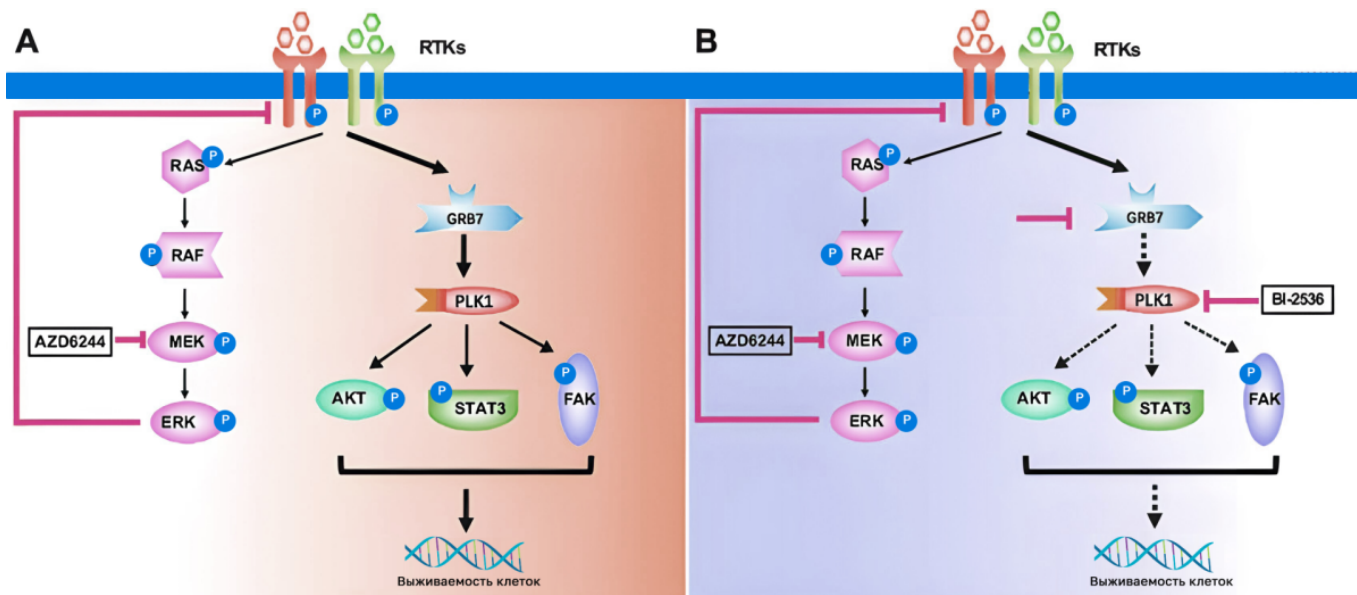 A
RTKs
P
P
RAS
P
P
RAF
GRB7
PLK1
AZD6244
MEK
P
ERK
P
AKT
P
P
STAT3
P
FAK
Выживаемость клеток
B
RTKs
P
P
RAS
P
P
RAF
GRB7
PLK1
BI-2536
AZD6244
MEK
P
ERK
P
AKT
P
P
STAT3
P
FAK
Выживаемость клеток